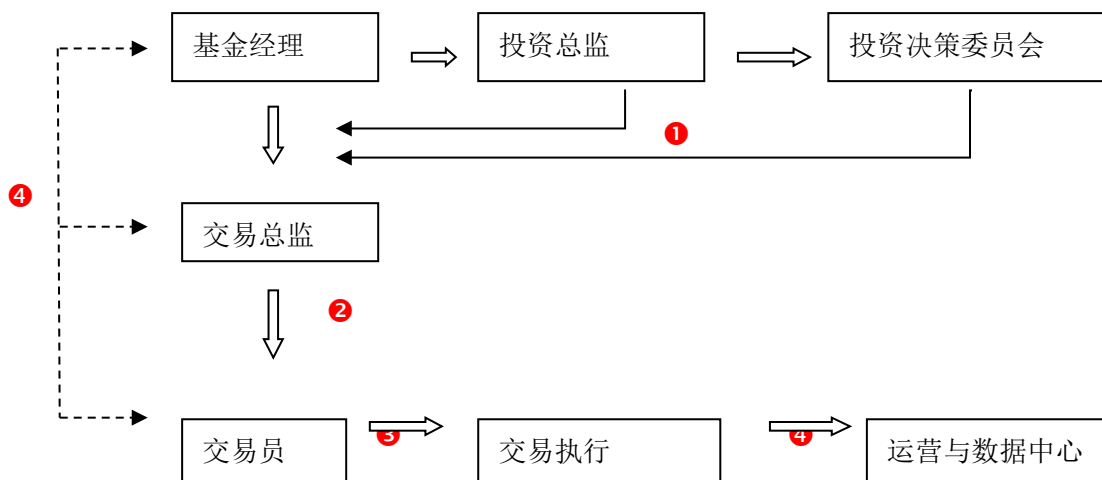 基金经理
投资总监
投资决策委员会
❶
❹
交易总监
❷
交易员
❸
交易执行
❹
运营与数据中心